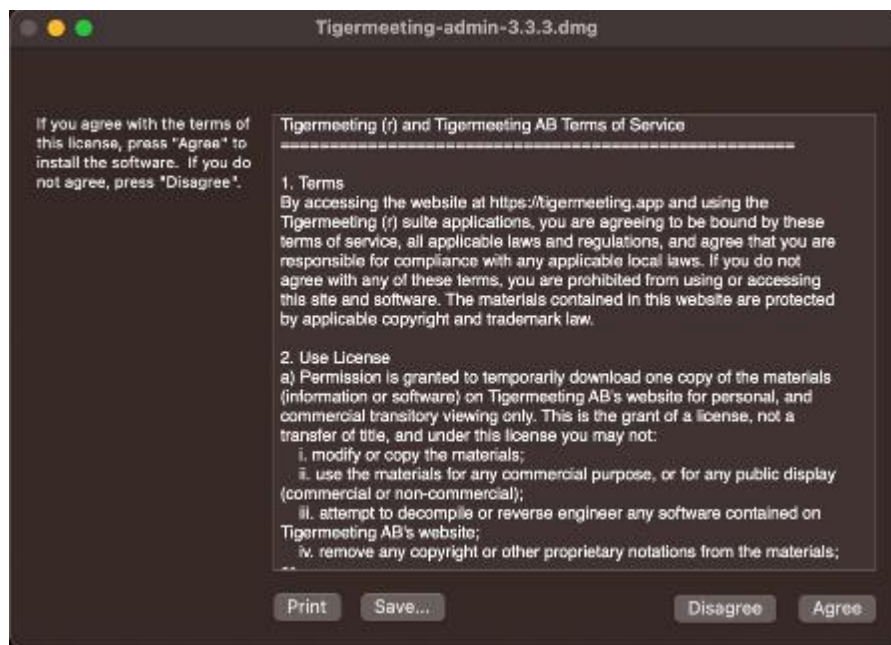 Tigermeeting-admin-3.3.3.dmg
If you agree with the terms of
this license, press "Agree" to
install the software. If you do
not agree, press "Disagree".
Tigermeeting (r) and Tigermeeting AB Terms of Service
====================================================
1. Terms
By accessing the website at https://tigermeeting.app and using the
Tigermeeting (r) suite applications, you are agreeing to be bound by these
terms of service, all applicable laws and regulations, and agree that you are
responsible for compliance with any applicable local laws. If you do not
agree with any of these terms, you are prohibited from using or accessing
this site and software. The materials contained in this website are protected
by applicable copyright and trademark law.
2. Use License
a) Permission is granted to temporarily download one copy of the materials
(information or software) on Tigermeeting AB's website for personal, and
commercial transitory viewing only. This is the grant of a license, not a
transfer of title, and under this license you may not:
i. modify or copy the materials;
ii. use the materials for any commercial purpose, or for any public display
(commercial or non-commercial);
iii. attempt to decompile or reverse engineer any software contained on
Tigermeeting AB's website;
iv. remove any copyright or other proprietary notations from the materials;
Print
Save...
Disagree
Agree